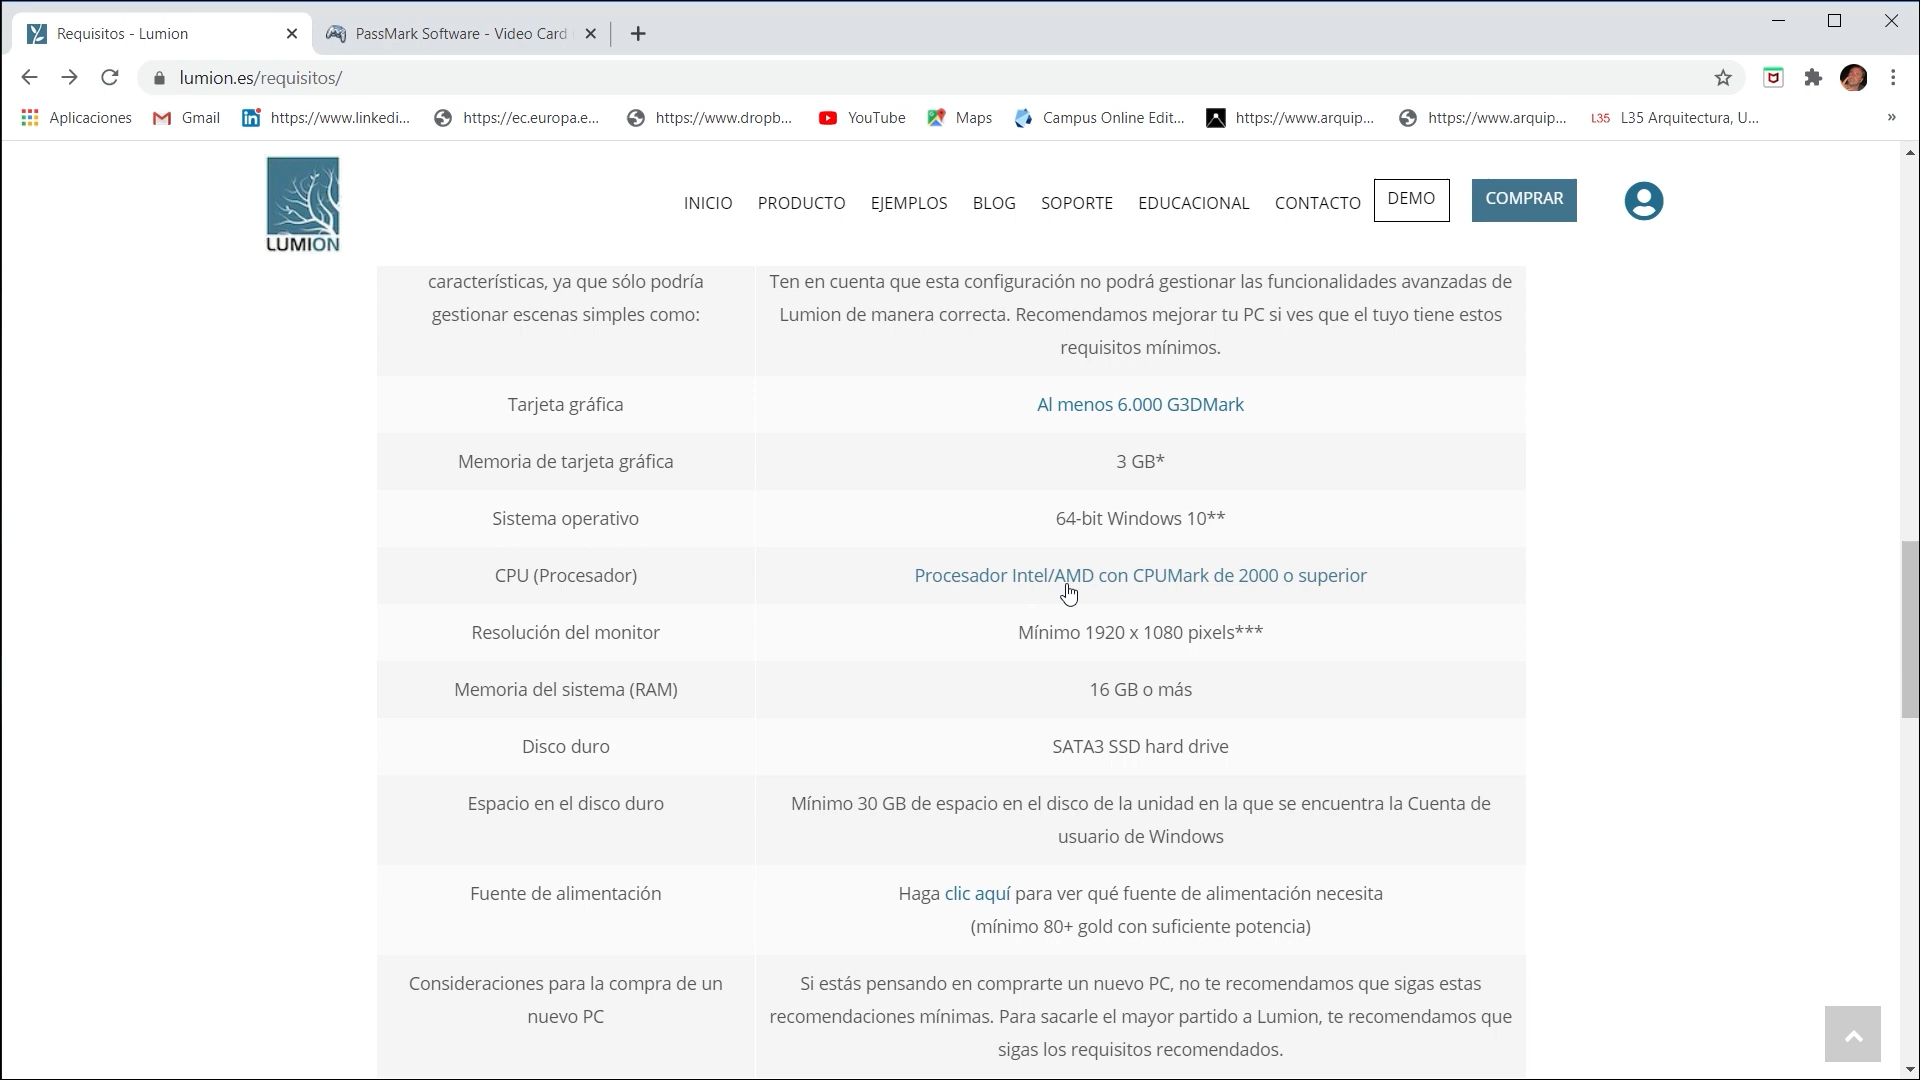 Requisitos - Lumion
PassMark Software - Video Card
lumion.es/requisitos/
Aplicaciones
Gmail
https://www.linkedi...
https://ec.europa.e...
https://www.dropb...
YouTube
Maps
Campus Online Edit...
https://www.arquip...
https://www.arquip...
L35
L35 Arquitectura, U...
»
LUMION
INICIO
PRODUCTO
EJEMPLOS
BLOG
SOPORTE
EDUCACIONAL
CONTACTO
DEMO
COMPRAR
características, ya que sólo podría
gestionar escenas simples como:
Ten en cuenta que esta configuración no podrá gestionar las funcionalidades avanzadas de
Lumion de manera correcta. Recomendamos mejorar tu PC si ves que el tuyo tiene estos
requisitos mínimos.
Tarjeta gráfica
Al menos 6.000 G3DMark
Memoria de tarjeta gráfica
3 GB*
Sistema operativo
64-bit Windows 10**
CPU (Procesador)
Procesador Intel/AMD con CPUMark de 2000 o superior
Resolución del monitor
Mínimo 1920 x 1080 pixels***
Memoria del sistema (RAM)
16 GB o más
Disco duro
SATA3 SSD hard drive
Espacio en el disco duro
Mínimo 30 GB de espacio en el disco de la unidad en la que se encuentra la Cuenta de
usuario de Windows
Fuente de alimentación
Haga clic aquí para ver qué fuente de alimentación necesita
(mínimo 80+ gold con suficiente potencia)
Consideraciones para la compra de un
nuevo PC
Si estás pensando en comprarte un nuevo PC, no te recomendamos que sigas estas
recomendaciones mínimas. Para sacarle el mayor partido a Lumion, te recomendamos que
sigas los requisitos recomendados.